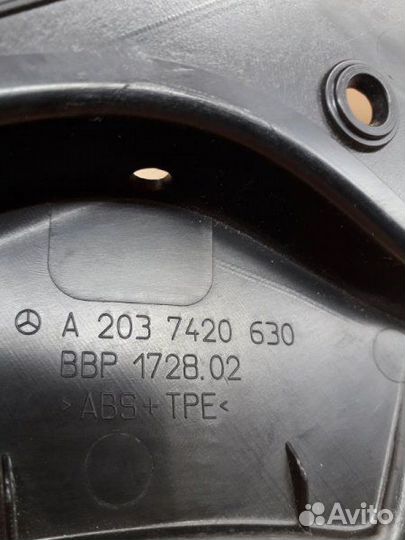 A 203 7420 630
BBP 1728.02
>ABS+TPE<
Avito